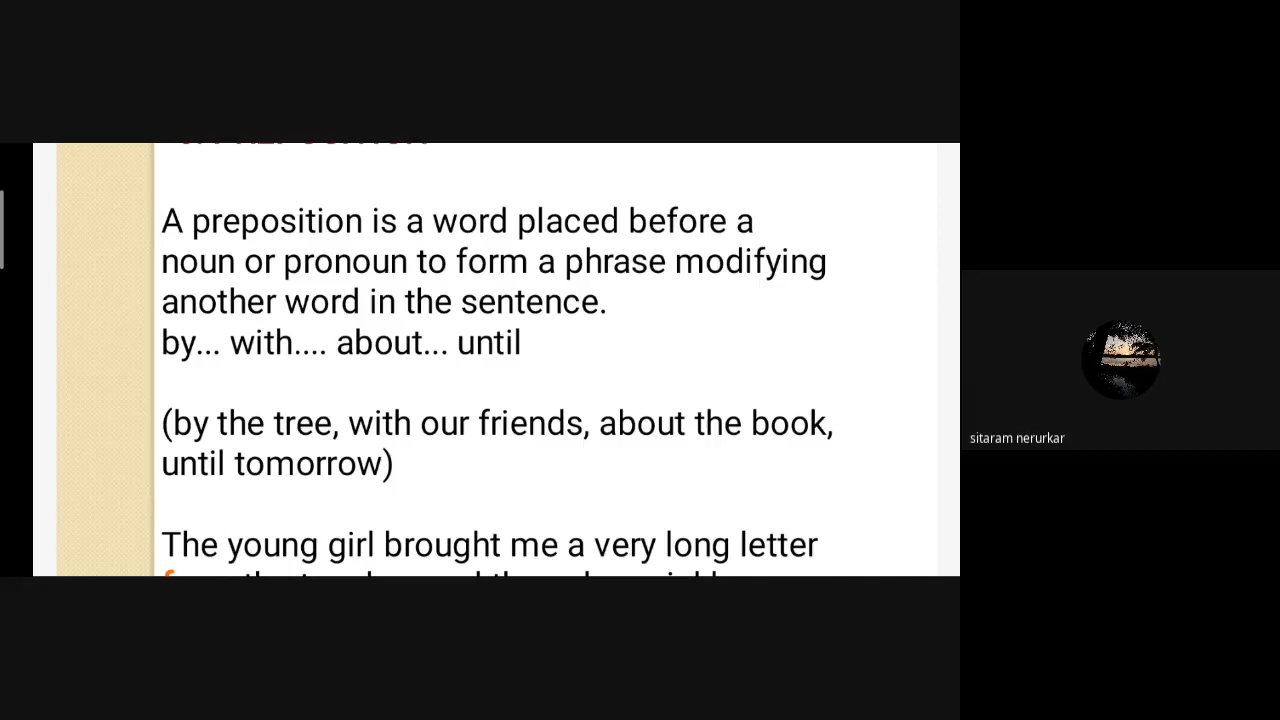 A preposition is a word placed before a
noun or pronoun to form a phrase modifying
another word in the sentence.
by... with.... about... until
(by the tree, with our friends, about the book,
until tomorrow)
The young girl brought me a very long letter
sitaram nerurkar